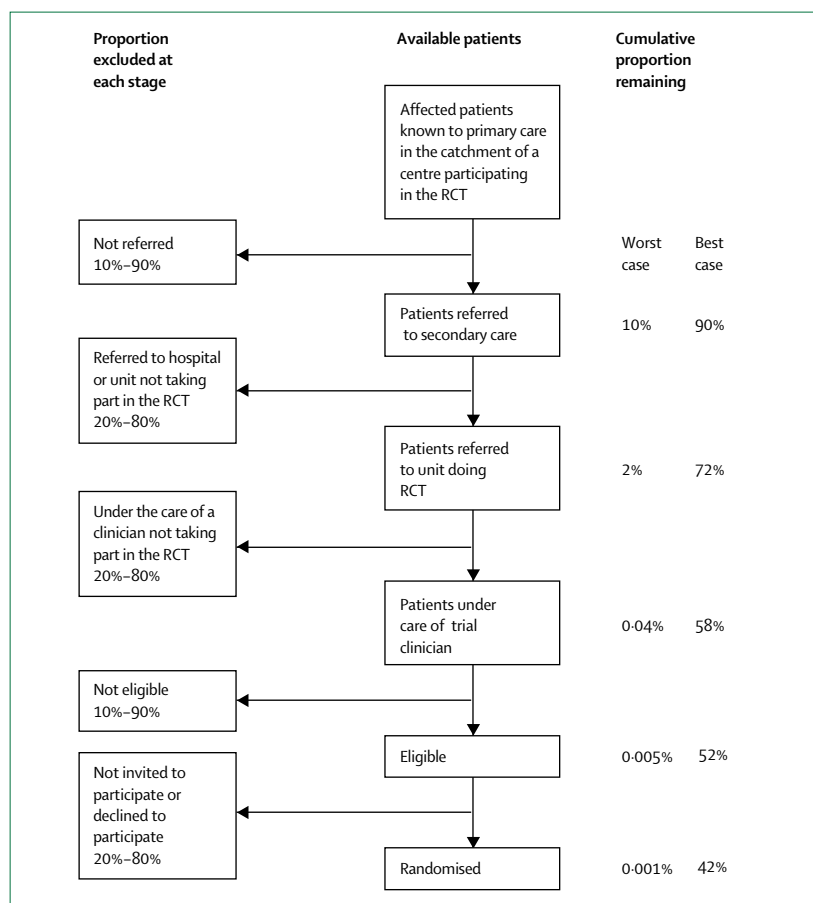 Proportion
excluded at
each stage
Available patients
Cumulative
proportion
remaining
Affected patients
known to primary care
in the catchment of a
centre participating
in the RCT
Not referred
10%–90%
Worst
case
Best
case
Patients referred
to secondary care
10%
90%
Referred to hospital
or unit not taking
part in the RCT
20%–80%
Patients referred
to unit doing
RCT
2%
72%
Under the care of a
clinician not taking
part in the RCT
20%–80%
Patients under
care of trial
clinician
0·04%
58%
Not eligible
10%–90%
Eligible
0·005%
52%
Not invited to
participate or
declined to
participate
20%–80%
Randomised
0·001%
42%